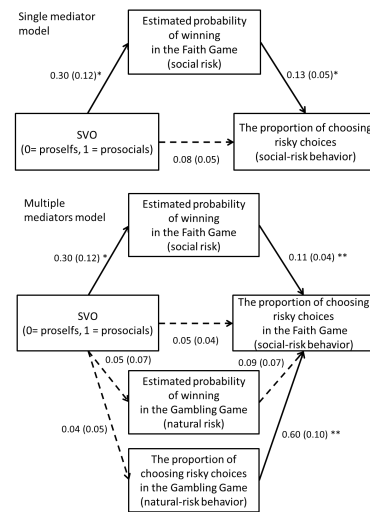 Single mediator
model
Estimated probability
of winning
in the Faith Game
(social risk)
0.30 (0.12)*
0.13 (0.05)*
SVO
(0= proselfs, 1 = prosocials)
0.08 (0.05)
The proportion of choosing
risky choices
(social-risk behavior)
Multiple
mediators model
Estimated probability
of winning
in the Faith Game
(social risk)
0.30 (0.12) *
0.11 (0.04) **
SVO
(0= proselfs, 1 = prosocials)
0.05 (0.04)
The proportion of choosing
risky choices
in the Faith Game
(social-risk behavior)
0.05 (0.07)
0.09 (0.07)
Estimated probability
of winning
in the Gambling Game
(natural risk)
0.04 (0.05)
0.60 (0.10) **
The proportion of
choosing risky choices
in the Gambling Game
(natural-risk behavior)